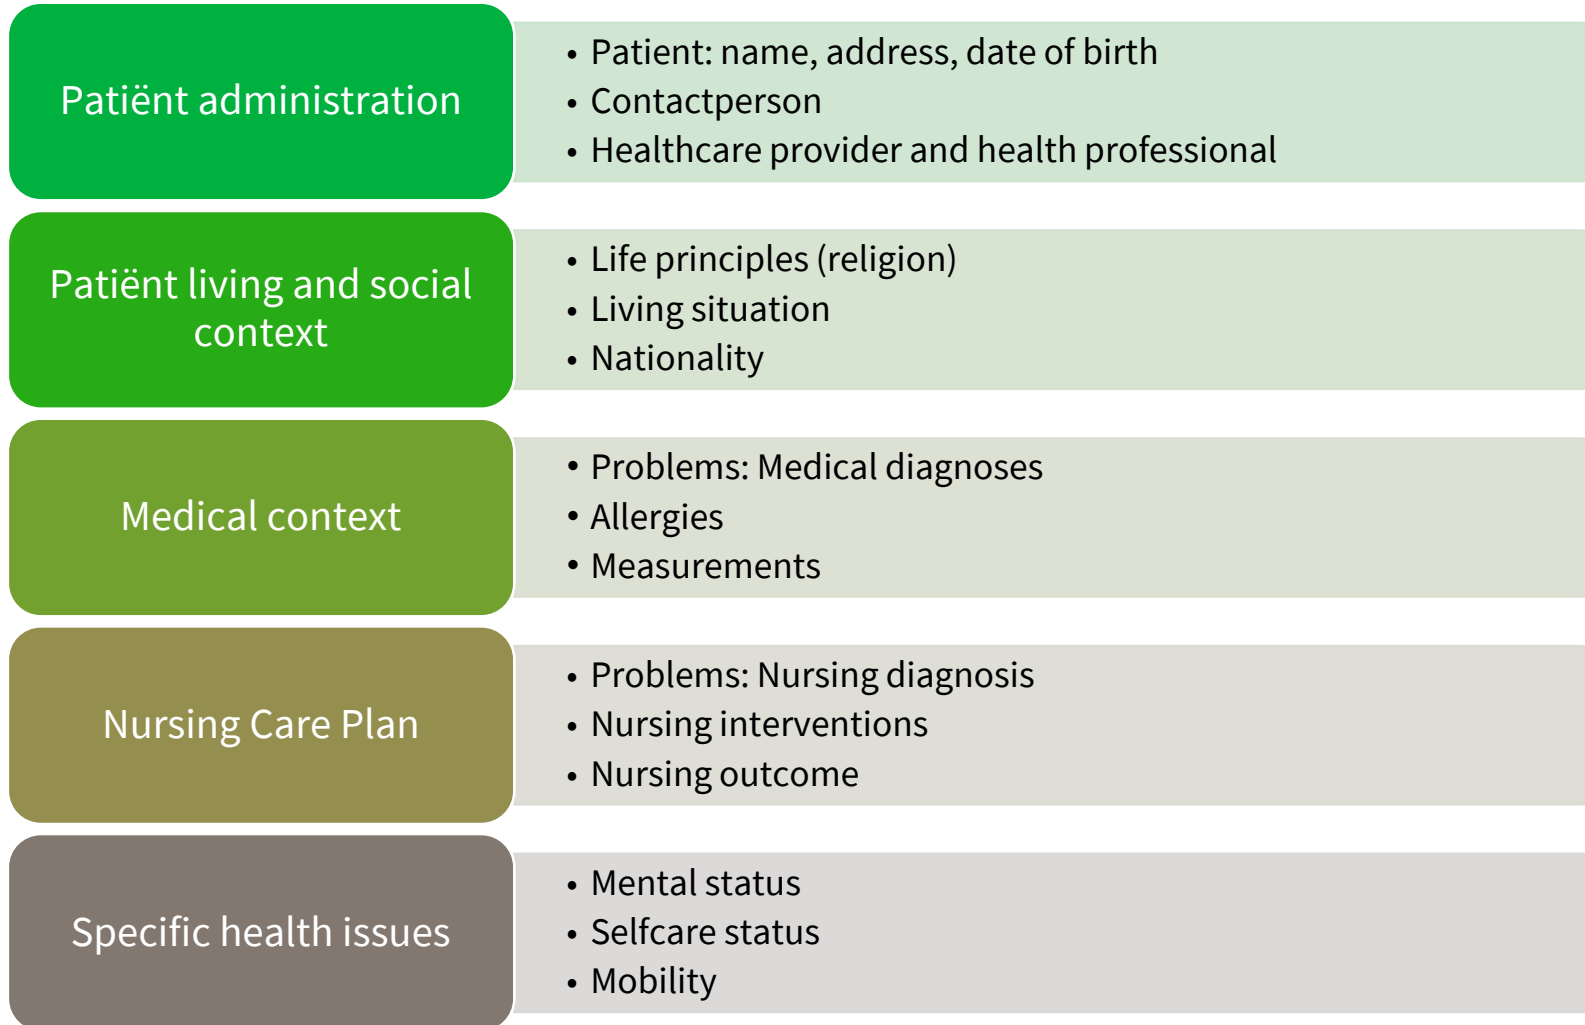 Patiënt administration
• Patient: name, address, date of birth
• Contactperson
• Healthcare provider and health professional
Patiënt living and social
context
• Life principles (religion)
• Living situation
• Nationality
Medical context
• Problems: Medical diagnoses
• Allergies
• Measurements
Nursing Care Plan
• Problems: Nursing diagnosis
• Nursing interventions
• Nursing outcome
Specific health issues
• Mental status
• Selfcare status
• Mobility